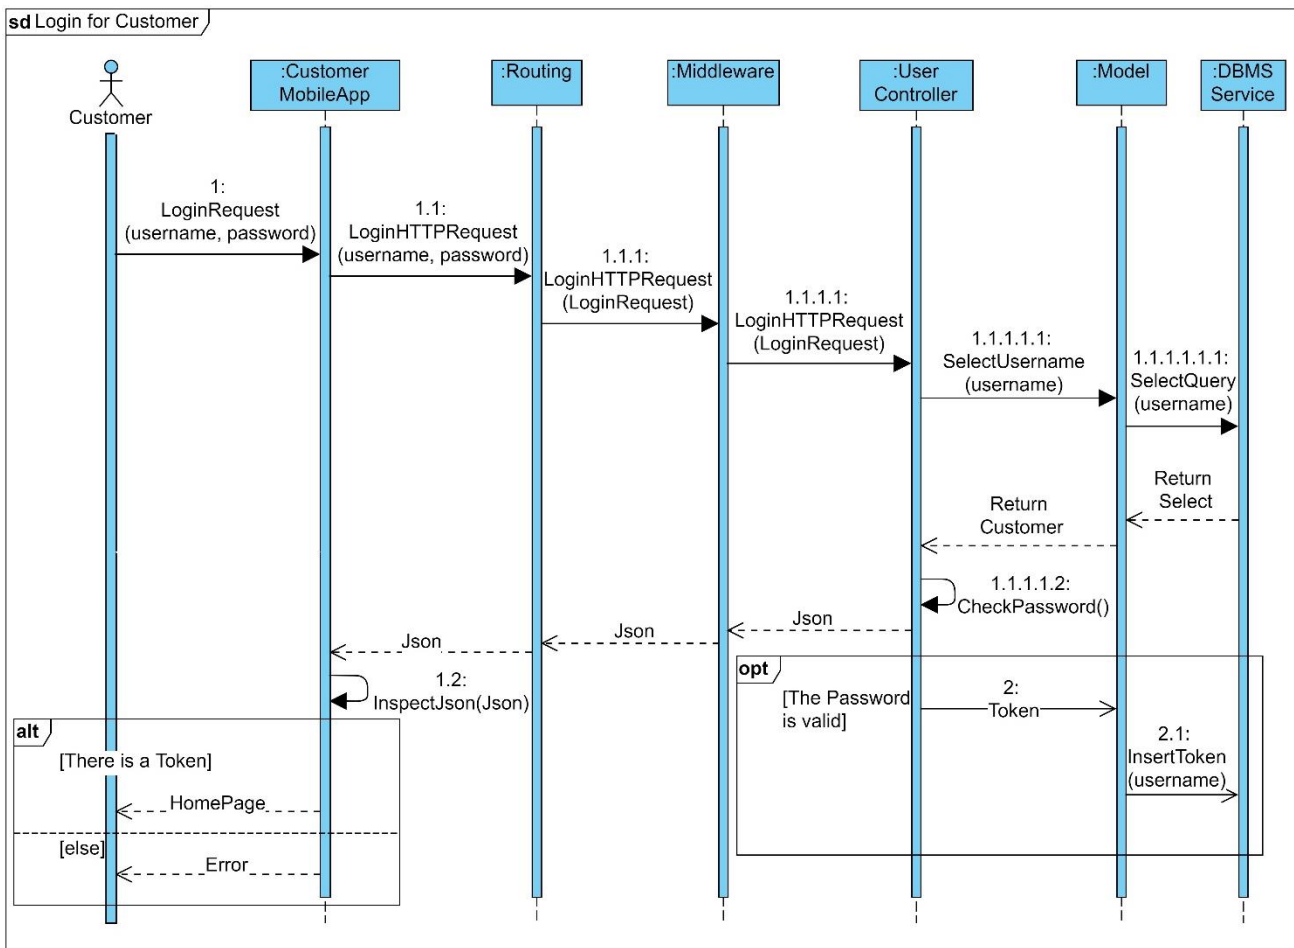 sd Login for Customer
Customer
:Customer
MobileApp
:Routing
:Middleware
:User
Controller
:Model
:DBMS
Service
1:
LoginRequest
(username, password)
1.1:
LoginHTTPRequest
(username, password)
1.1.1:
LoginHTTPRequest
(LoginRequest)
1.1.1.1:
LoginHTTPRequest
(LoginRequest)
1.1.1.1.1:
SelectUsername
(username)
1.1.1.1.1.1:
SelectQuery
(username)
Return
Select
Return
Customer
1.1.1.1.2:
CheckPassword()
Json
Json
Json
1.2:
InspectJson(Json)
opt
[The Password
is valid]
2:
Token
2.1:
InsertToken
(username)
alt
[There is a Token]
HomePage
[else]
Error